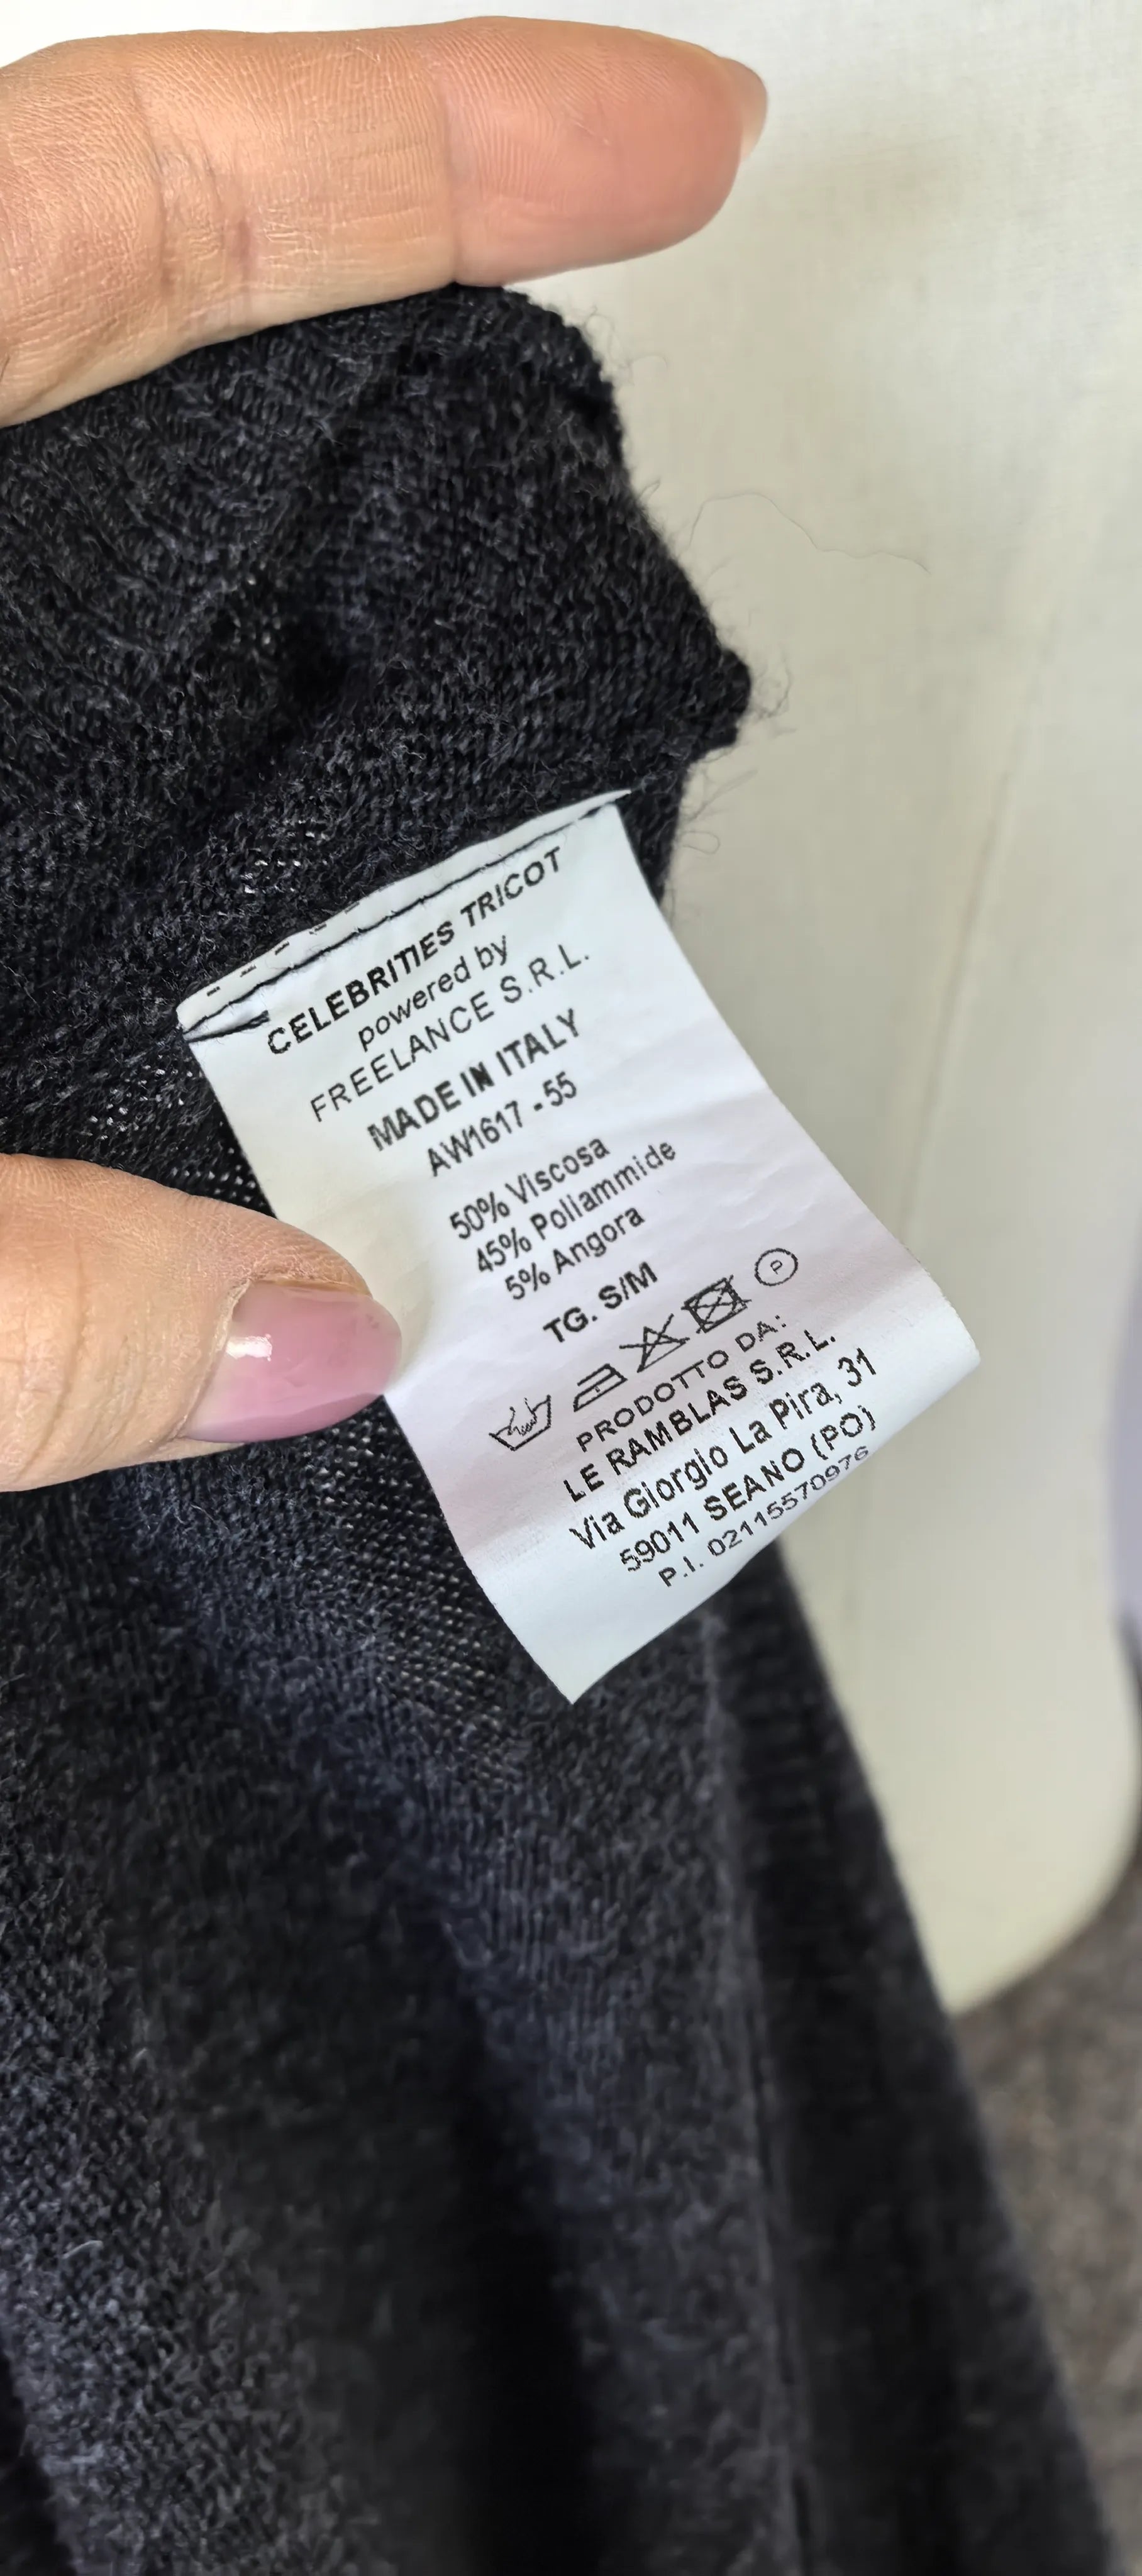 CELEBRITIES TRICOT
powered by
FREELANCE S.R.L.
MADE IN ITALY
AW1617 - 55
50% Viscosa
45% Poliammide
5% Angora
TG. S/M
P
PRODOTTO DA:
LE RAMBLAS S.R.L.
Via Giorgio La Pira, 31
59011 SEANO (PO)
P.I. 02115570976